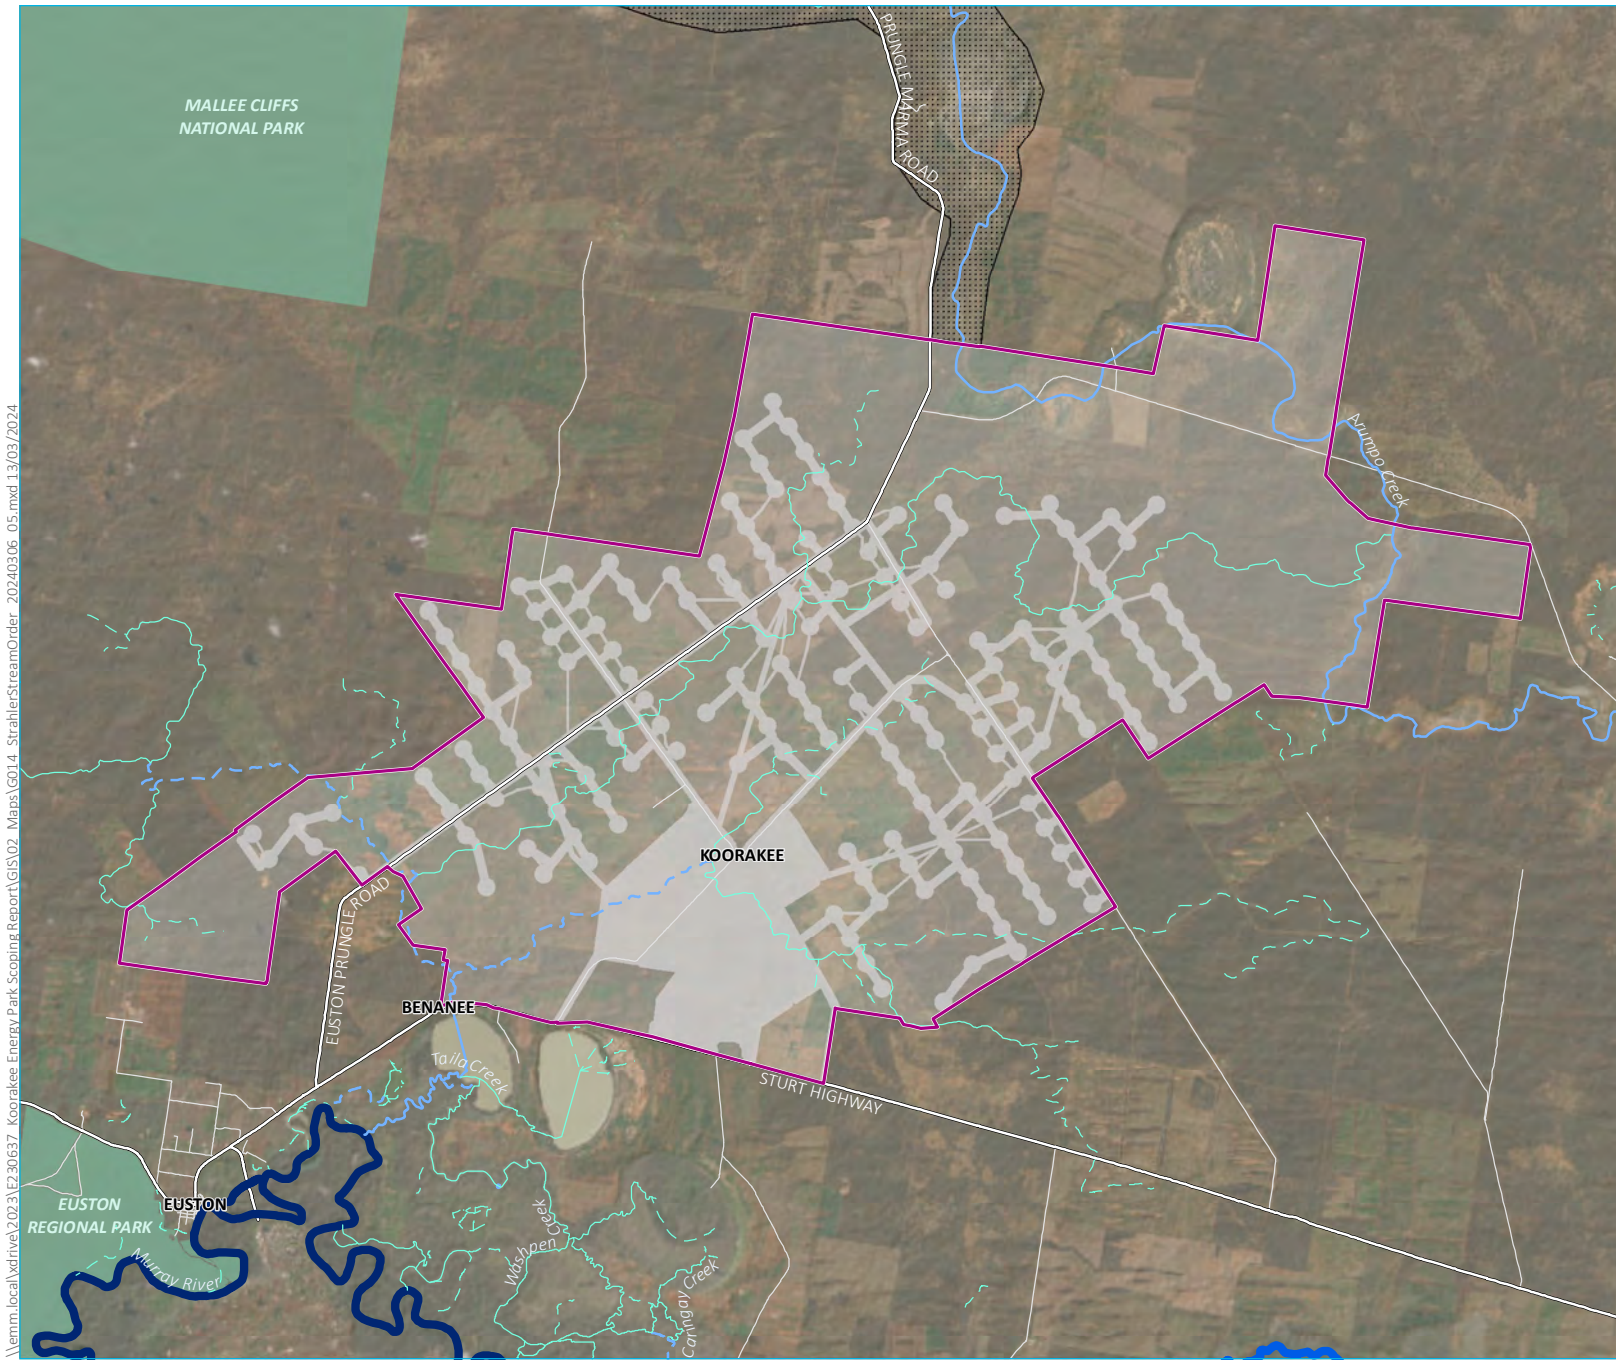 MALLEE CLIFFS
NATIONAL PARK
PRUNGLE MARMA ROAD
Arumpo Creek
KOORAKEE
EUSTON PRUNGLE ROAD
BENANEE
Taila Creek
STURT HIGHWAY
EUSTON
REGIONAL PARK
EUSTON
Murray River
Washpen Creek
Caringay Creek
\\emm.local\xdrive\2023\E230637 Koorakee Energy Park Scoping Report\GIS\02 Maps\G014 StrahlerStreamOrder 20240306 05.mxd 13/03/2024